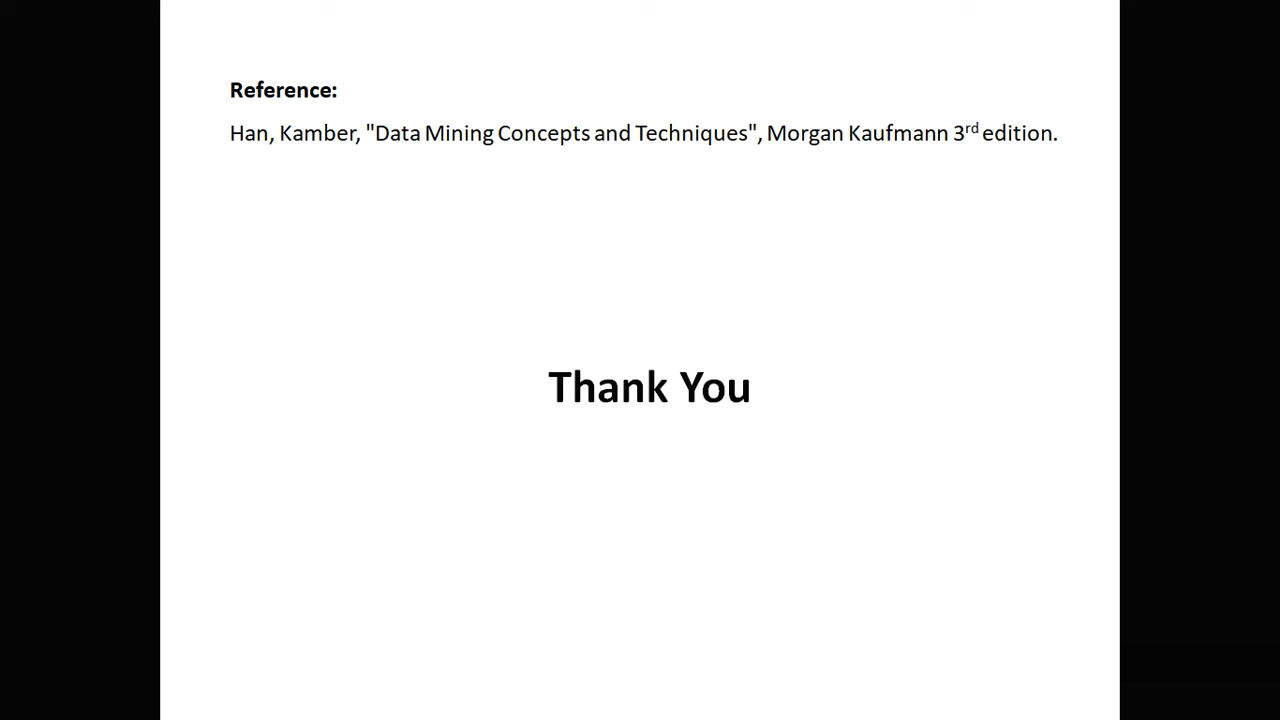 Reference:
Han, Kamber, "Data Mining Concepts and Techniques", Morgan Kaufmann 3rd edition.
Thank You